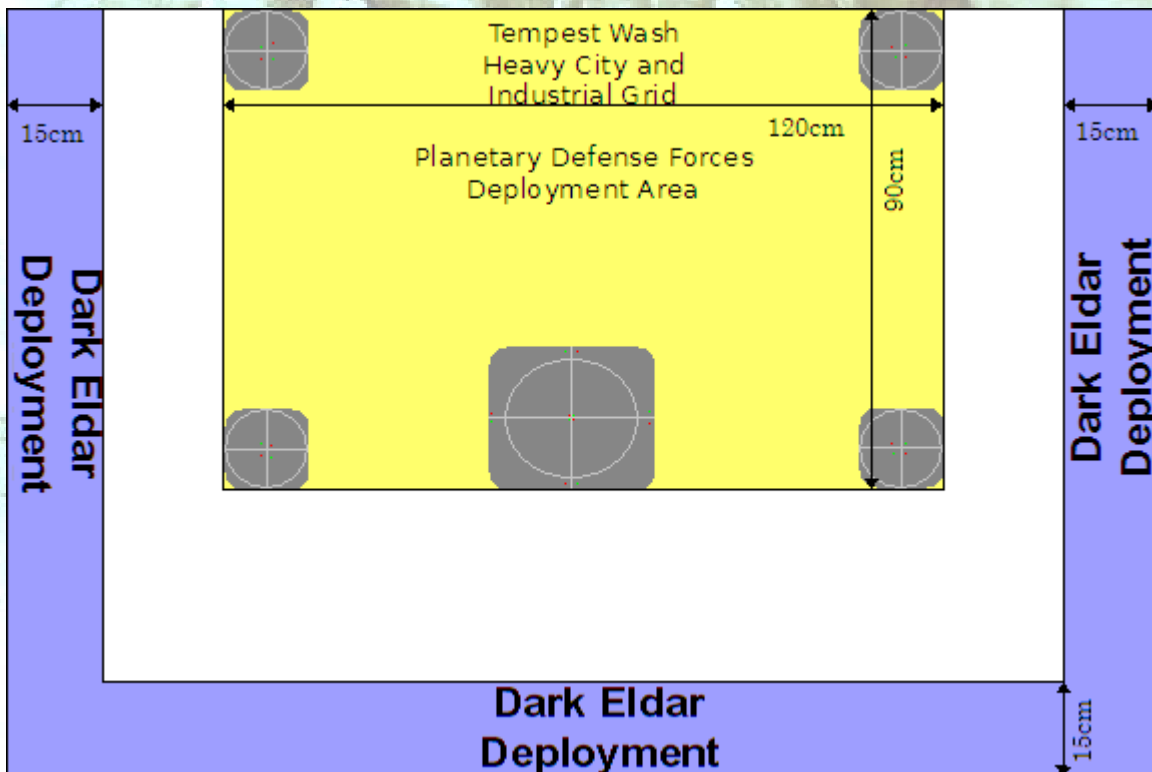 Tempest Wash
Heavy City and
Industrial Grid
15cm
120cm
15cm
Planetary Defense Forces
Deployment Area
90cm
Dark Eldar
Deployment
Dark Eldar
Deployment
Dark Eldar
Deployment
15cm